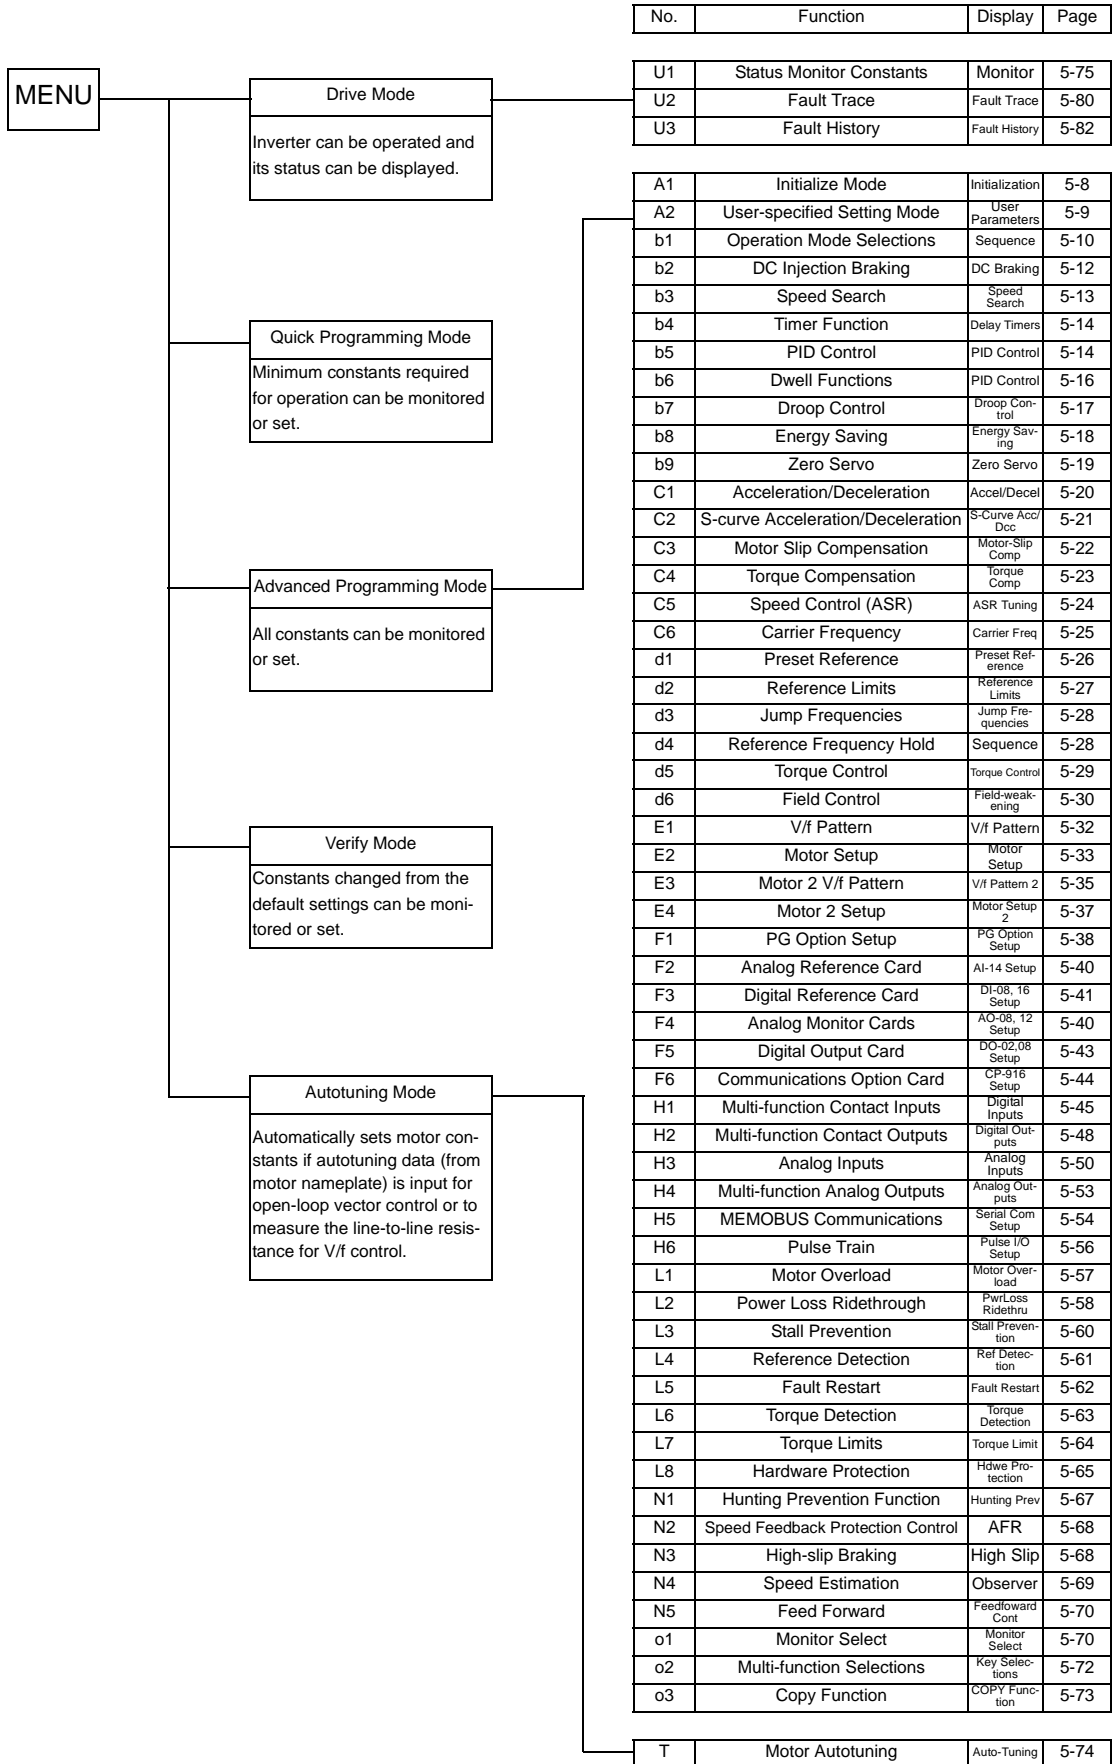 No. Function Display Page
MENU
Drive Mode
Inverter can be operated and
its status can be displayed.
Quick Programming Mode
Minimum constants required
for operation can be monitored
or set.
Advanced Programming Mode
All constants can be monitored
or set.
Verify Mode
Constants changed from the
default settings can be moni-
tored or set.
Autotuning Mode
Automatically sets motor con-
stants if autotuning data (from
motor nameplate) is input for
open-loop vector control or to
measure the line-to-line resis-
tance for V/f control.
U1 Status Monitor Constants Monitor 5-75
U2 Fault Trace Fault Trace 5-80
U3 Fault History Fault History 5-82
A1 Initialize Mode Initialization 5-8
A2 User-specified Setting Mode User Parameters 5-9
b1 Operation Mode Selections Sequence 5-10
b2 DC Injection Braking DC Braking 5-12
b3 Speed Search Speed Search 5-13
b4 Timer Function Delay Timers 5-14
b5 PID Control PID Control 5-14
b6 Dwell Functions PID Control 5-16
b7 Droop Control Droop Con-trol 5-17
b8 Energy Saving Energy Sav-ing 5-18
b9 Zero Servo Zero Servo 5-19
C1 Acceleration/Deceleration Accel/Decel 5-20
C2 S-curve Acceleration/Deceleration S-Curve Acc/Dcc 5-21
C3 Motor Slip Compensation Motor-Slip Comp 5-22
C4 Torque Compensation Torque Comp 5-23
C5 Speed Control (ASR) ASR Tuning 5-24
C6 Carrier Frequency Carrier Freq 5-25
d1 Preset Reference Preset Ref-erence 5-26
d2 Reference Limits Reference Limits 5-27
d3 Jump Frequencies Jump Fre-quencies 5-28
d4 Reference Frequency Hold Sequence 5-28
d5 Torque Control Torque Control 5-29
d6 Field Control Field-weak-ening 5-30
E1 V/f Pattern V/f Pattern 5-32
E2 Motor Setup Motor Setup 5-33
E3 Motor 2 V/f Pattern V/f Pattern 2 5-35
E4 Motor 2 Setup Motor Setup 2 5-37
F1 PG Option Setup PG Option Setup 5-38
F2 Analog Reference Card AI-14 Setup 5-40
F3 Digital Reference Card DI-08, 16 Setup 5-41
F4 Analog Monitor Cards AO-08, 12 Setup 5-40
F5 Digital Output Card DO-02,08 Setup 5-43
F6 Communications Option Card CP-916 Setup 5-44
H1 Multi-function Contact Inputs Digital Inputs 5-45
H2 Multi-function Contact Outputs Digital Out-puts 5-48
H3 Analog Inputs Analog Inputs 5-50
H4 Multi-function Analog Outputs Analog Out-puts 5-53
H5 MEMOBUS Communications Serial Com Setup 5-54
H6 Pulse Train Pulse I/O Setup 5-56
L1 Motor Overload Motor Over-load 5-57
L2 Power Loss Ridethrough PwrLoss Ridethru 5-58
L3 Stall Prevention Stall Preven-tion 5-60
L4 Reference Detection Ref Detec-tion 5-61
L5 Fault Restart Fault Restart 5-62
L6 Torque Detection Torque Detection 5-63
L7 Torque Limits Torque Limit 5-64
L8 Hardware Protection Hdwe Pro-tection 5-65
N1 Hunting Prevention Function Hunting Prev 5-67
N2 Speed Feedback Protection Control AFR 5-68
N3 High-slip Braking High Slip 5-68
N4 Speed Estimation Observer 5-69
N5 Feed Forward Feedfoward Cont 5-70
o1 Monitor Select Monitor Select 5-70
o2 Multi-function Selections Key Selec-tions 5-72
o3 Copy Function COPY Func-tion 5-73
T Motor Autotuning Auto-Tuning 5-74